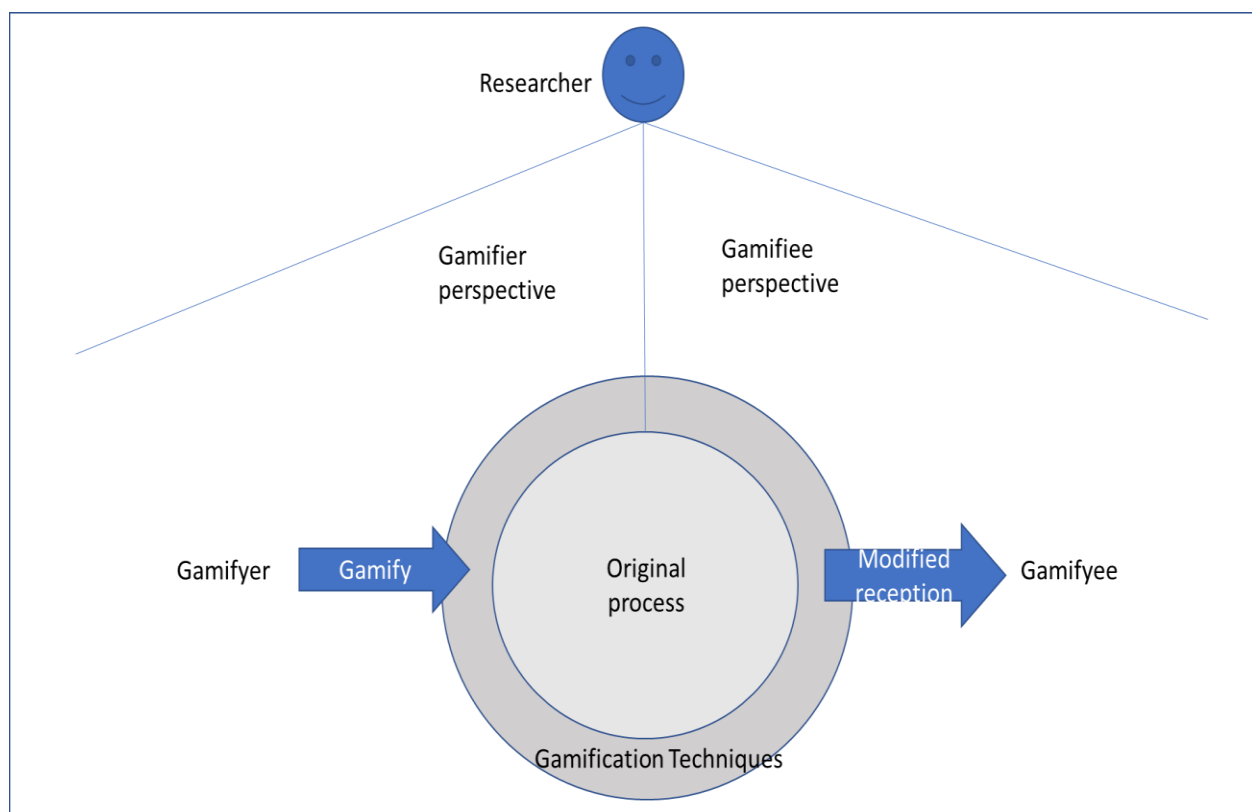 Researcher
Gamifier
perspective
Gamifiee
perspective
Gamifyer
Gamify
Original
process
Modified
reception
Gamifyee
Gamification Techniques